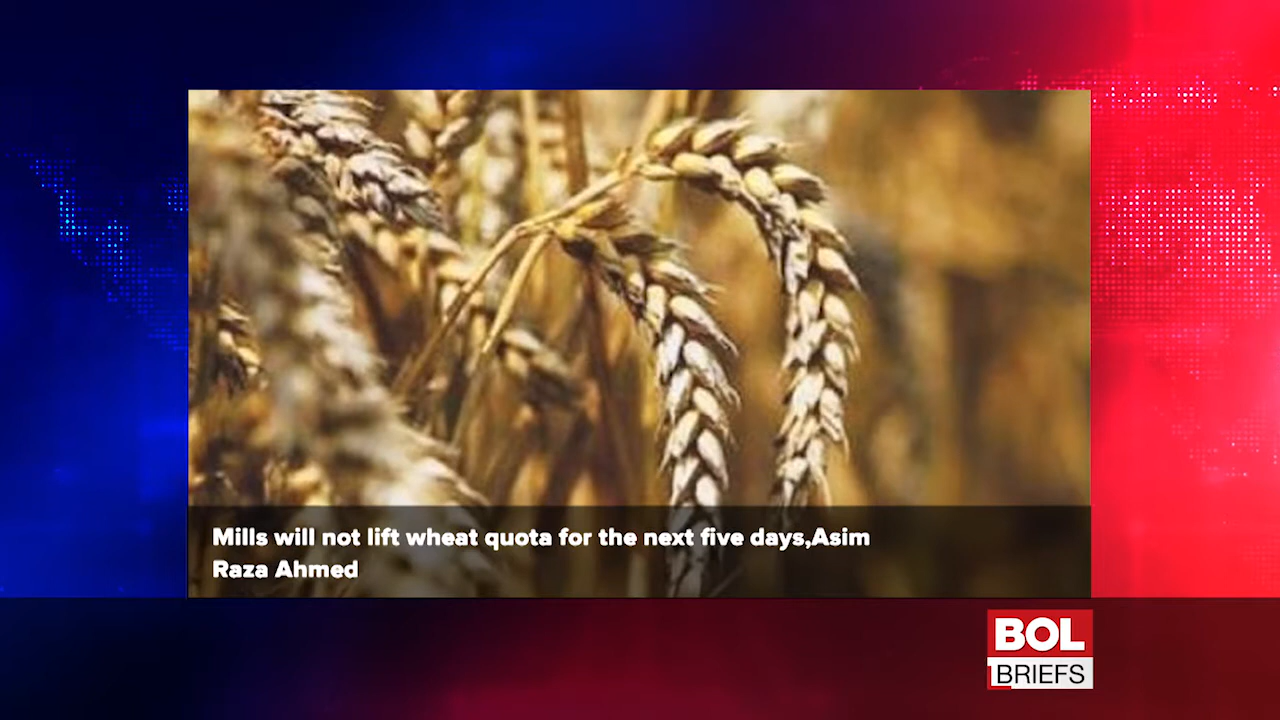 Mills will not lift wheat quota for the next five days,Asim
Raza Ahmed
BOL
BRIEFS